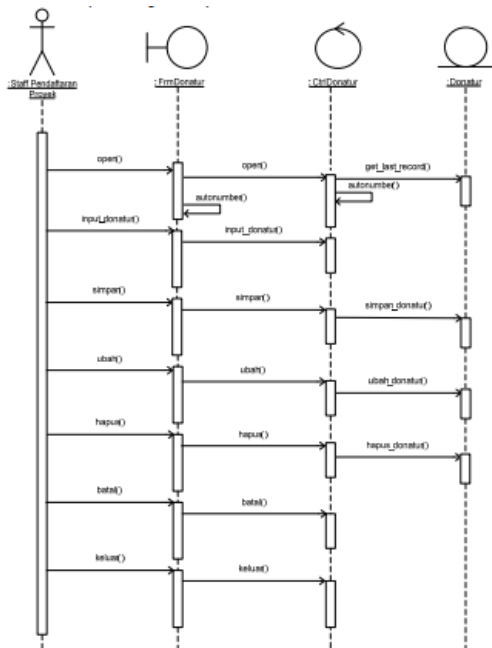 :Staff Pendaftaran
Proyek
:FrmDonatur
:CtrlDonatur
:Donatur
open()
open()
get_last_record()
autonumber()
autonumber()
input_donatur()
input_donatur()
simpan()
simpan()
simpan_donatur()
ubah()
ubah()
ubah_donatur()
hapus()
hapus()
hapus_donatur()
batal()
batal()
keluar()
keluar()